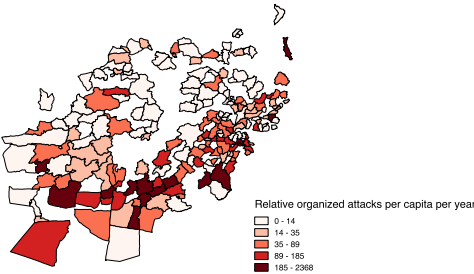 Relative organized attacks per capita per year
0 - 14
14 - 35
35 - 89
89 - 185
185 - 2368